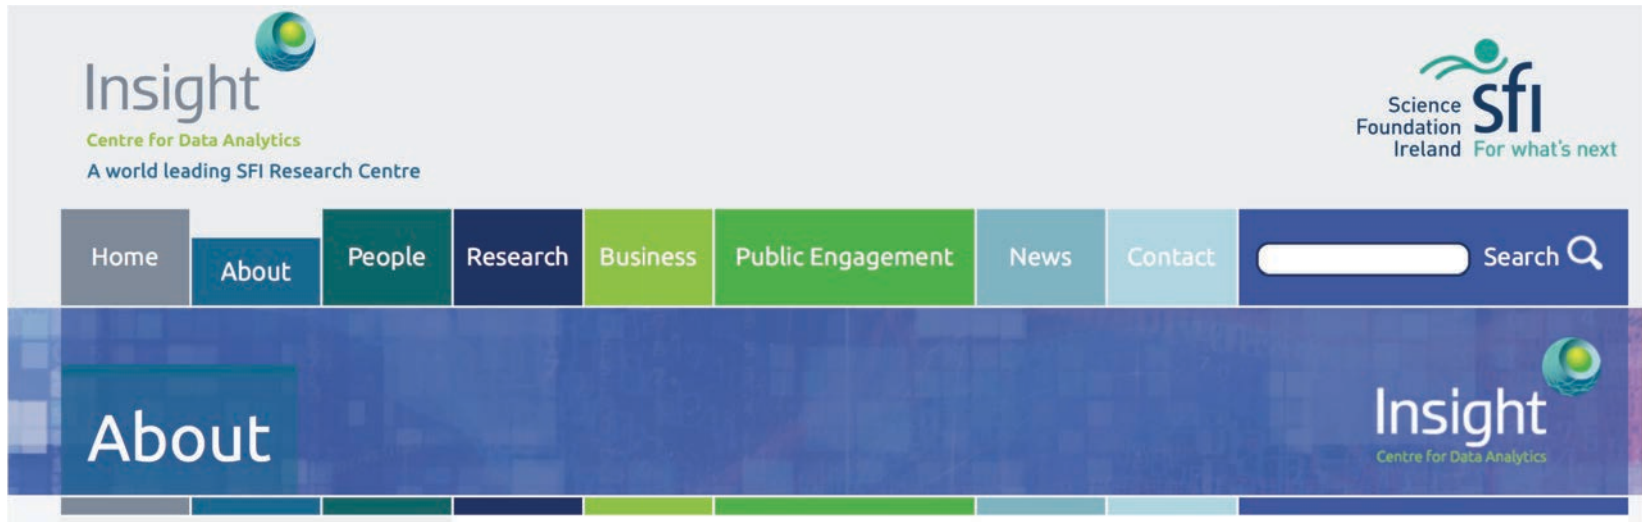 Insight
Centre for Data Analytics
A world leading SFI Research Centre
Science
Foundation
Ireland
sfi
For what's next
Home
About
People
Research
Business
Public Engagement
News
Contact
Search
About
Insight
Centre for Data Analytics